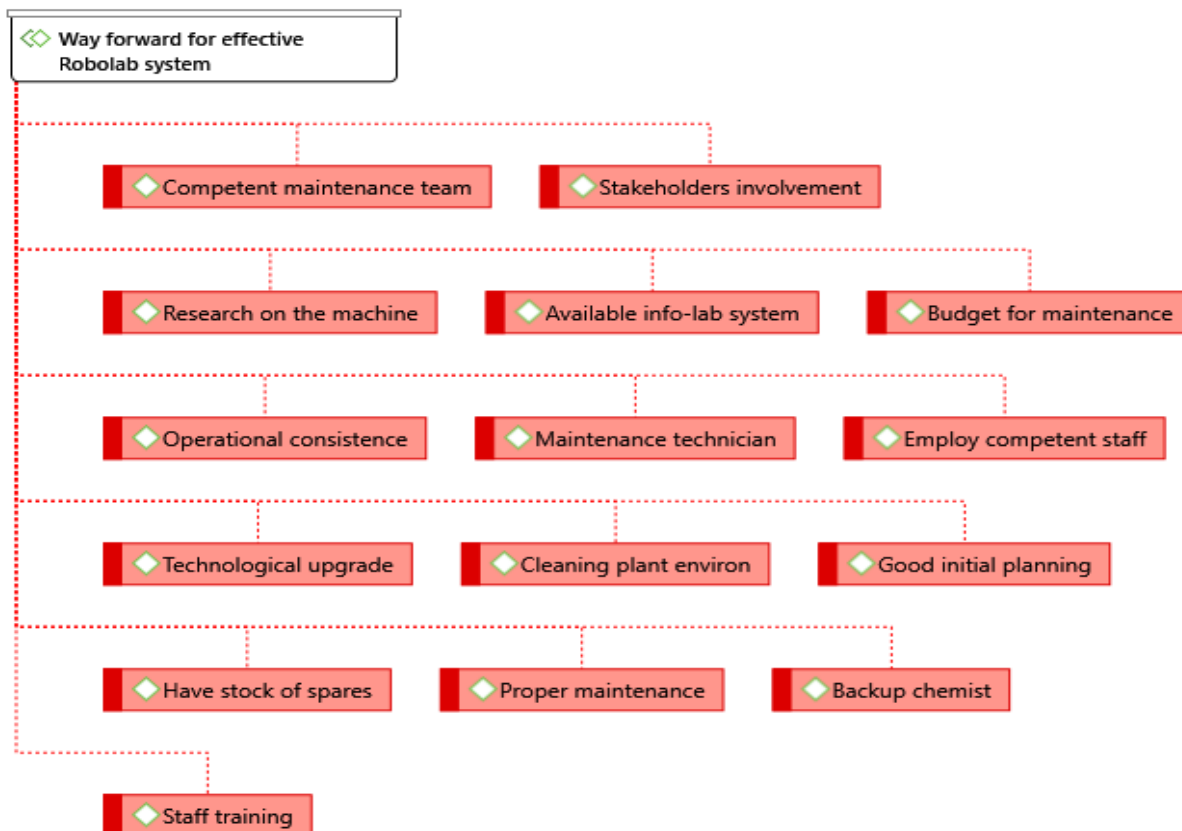 Way forward for effective
Robolab system
Competent maintenance team
Stakeholders involvement
Research on the machine
Available info-lab system
Budget for maintenance
Operational consistence
Maintenance technician
Employ competent staff
Technological upgrade
Cleaning plant environ
Good initial planning
Have stock of spares
Proper maintenance
Backup chemist
Staff training